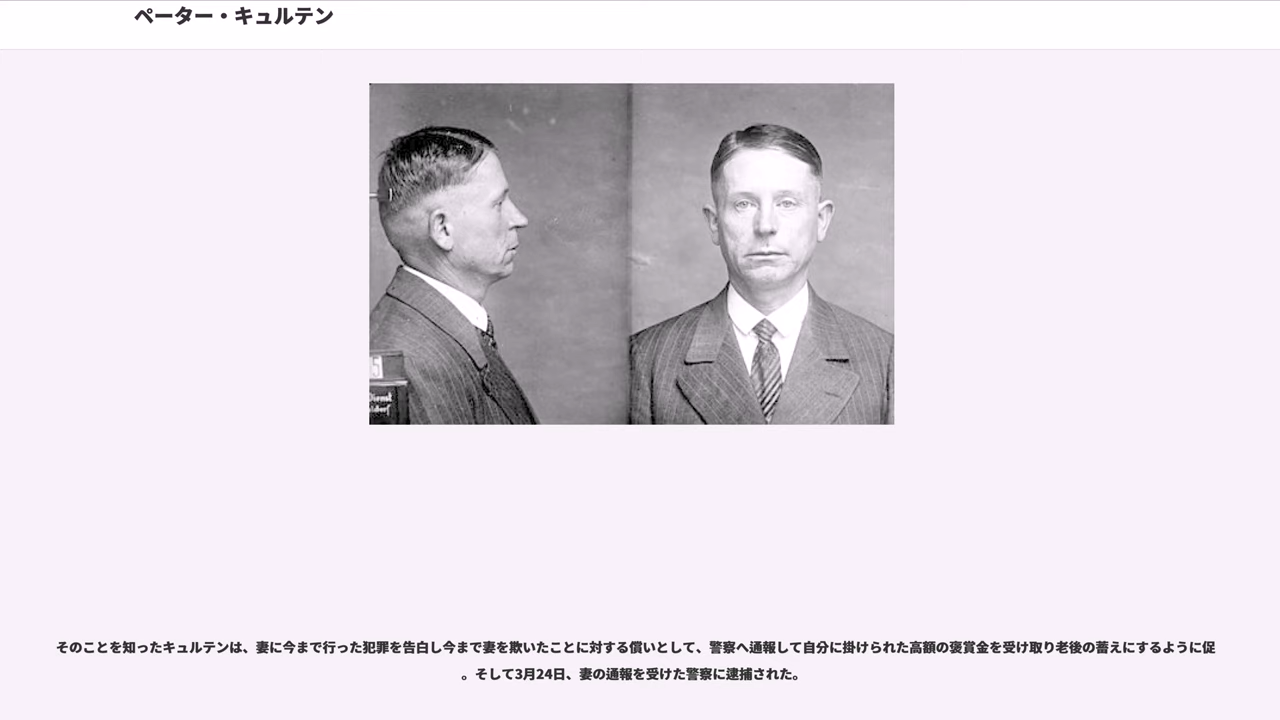 ペーター・キュルテン
5
Dienst
ldorf
そのことを知ったキュルテンは、妻に今まで行った犯罪を告白し今まで妻を欺いたことに対する償いとして、警察へ通報して自分に掛けられた高額の褒賞金を受け取り老後の蓄えにするように促
。そして3月24日、妻の通報を受けた警察に逮捕された。